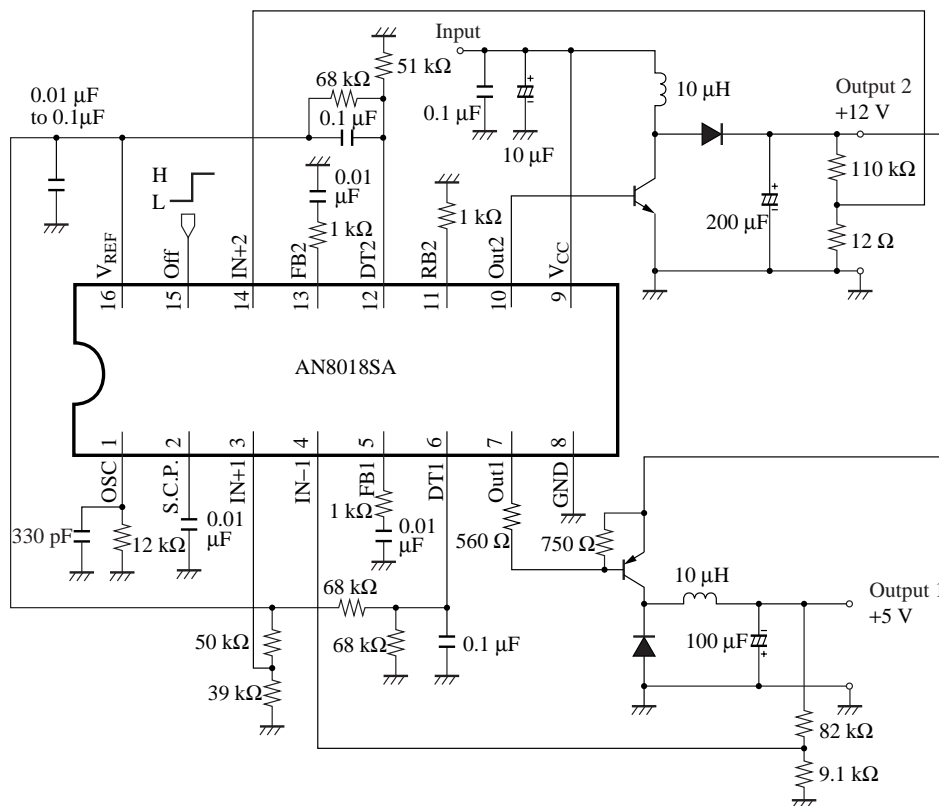 Input
51 kΩ
68 kΩ
0.1 µF
0.01 µF
to 0.1µF
0.1 µF
10 µF
10 µH
Output 2
+12 V
110 kΩ
200 µF
12 Ω
H
L
0.01
µF
1 kΩ
1 kΩ
VREF
Off
IN+2
FB2
DT2
RB2
Out2
VCC
16
15
14
13
12
11
10
9
AN8018SA
1
2
3
4
5
6
7
8
OSC
S.C.P.
IN+1
IN−1
FB1
DT1
Out1
GND
330 pF
12 kΩ
0.01
µF
1 kΩ
0.01
µF
560 Ω
750 Ω
68 kΩ
50 kΩ
68 kΩ
0.1 µF
39 kΩ
10 µH
Output 1
+5 V
100 µF
82 kΩ
9.1 kΩ